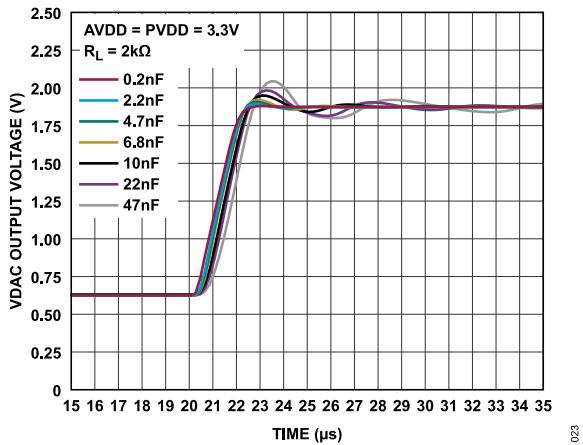 2.50
2.25
2.00
1.75
1.50
1.25
1.00
0.75
0.50
0.25
0
VDAC OUTPUT VOLTAGE (V)
AVDD = PVDD = 3.3V
RL = 2kΩ
0.2nF
2.2nF
4.7nF
6.8nF
10nF
22nF
47nF
15 16 17 18 19 20 21 22 23 24 25 26 27 28 29 30 31 32 33 34 35
TIME (µs)
023